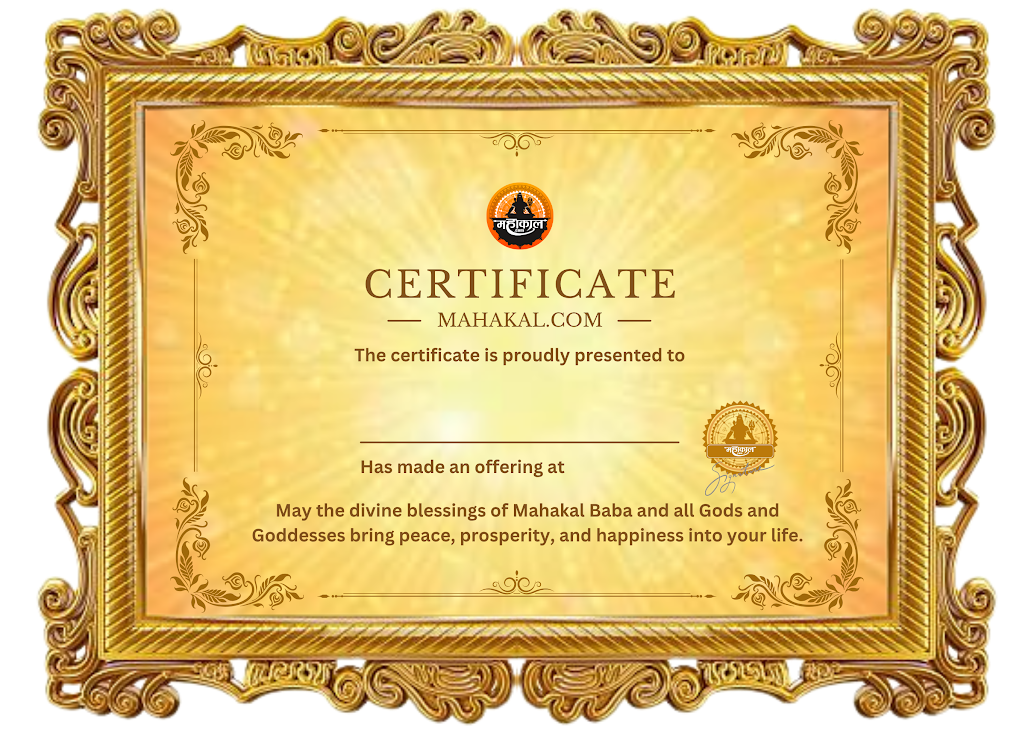 महाकाल
CERTIFICATE
MAHAKAL.COM
The certificate is proudly presented to
महाकाल
Has made an offering at
May the divine blessings of Mahakal Baba and all Gods and
Goddesses bring peace, prosperity, and happiness into your life.